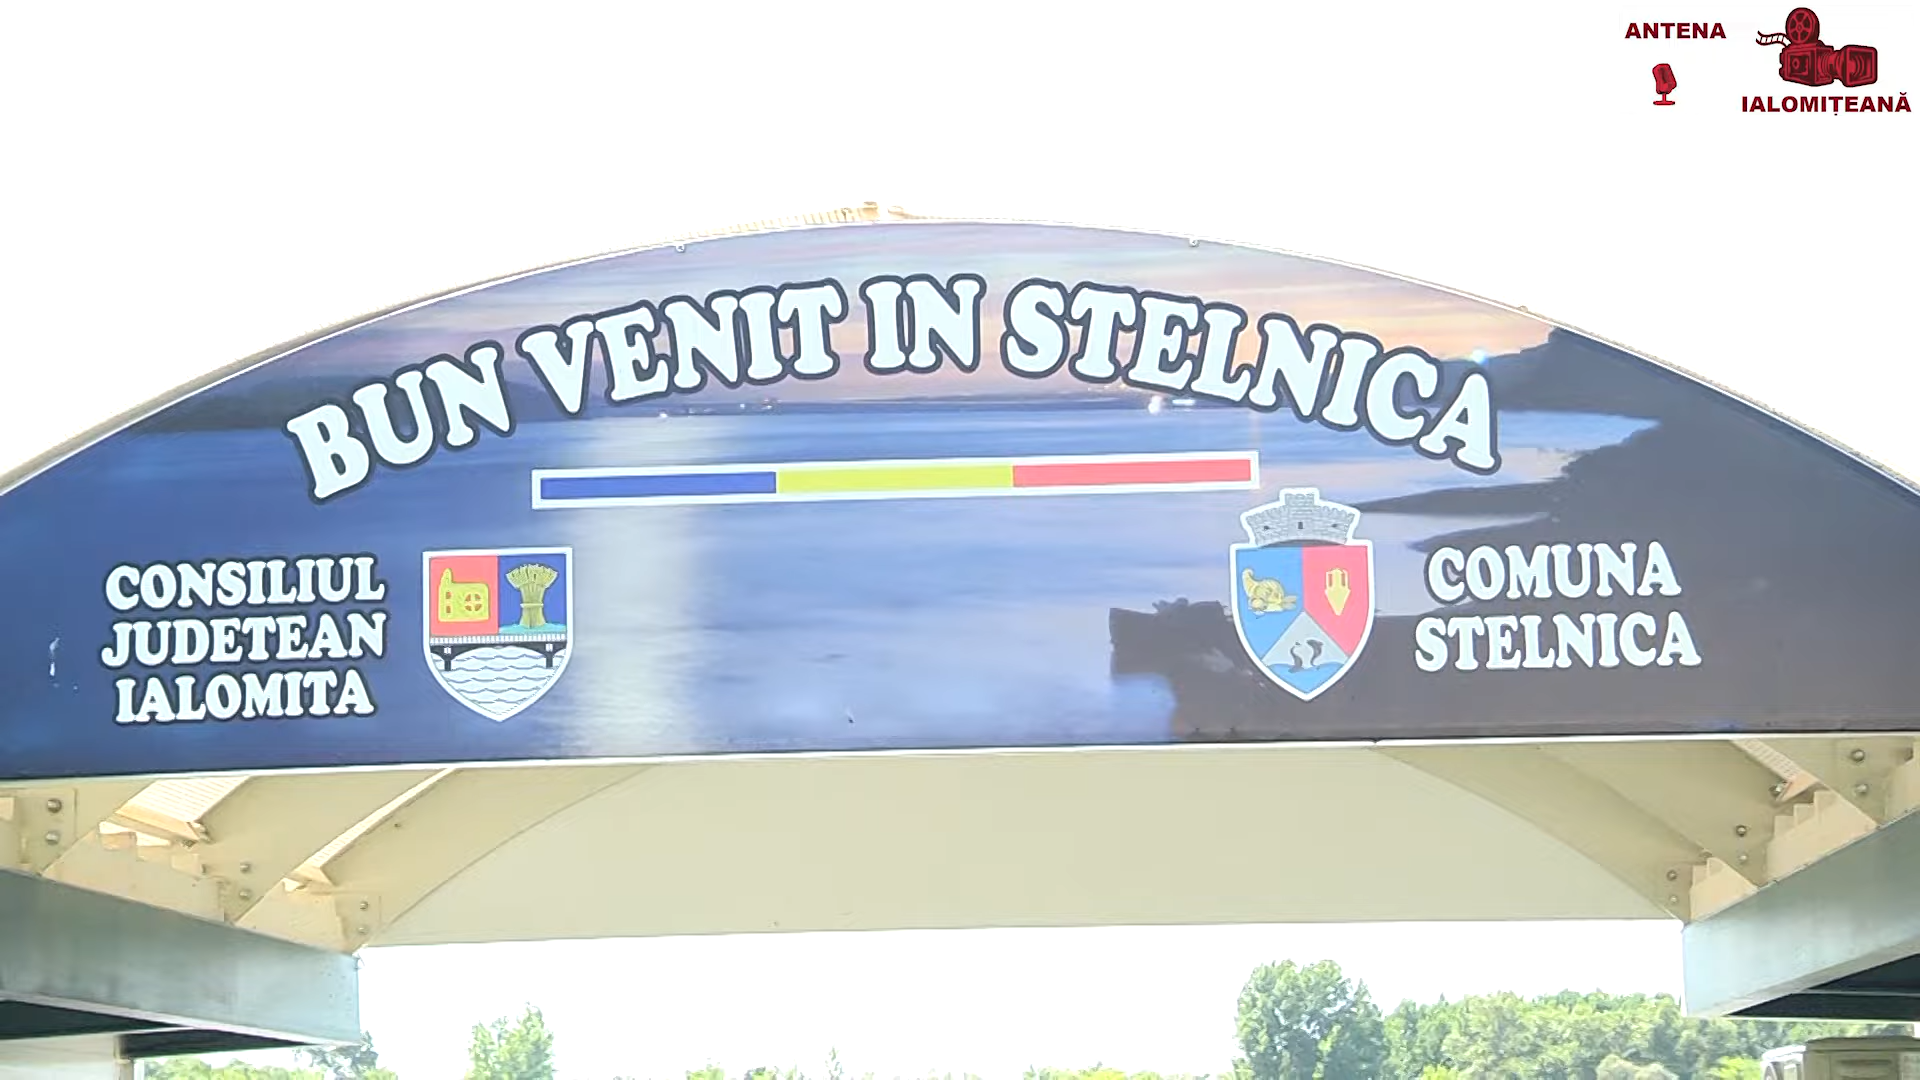 ANTENA
IALOMIȚEANĂ
BUN VENIT IN STELNICA
CONSILIUL
JUDETEAN
IALOMITA
COMUNA
STELNICA